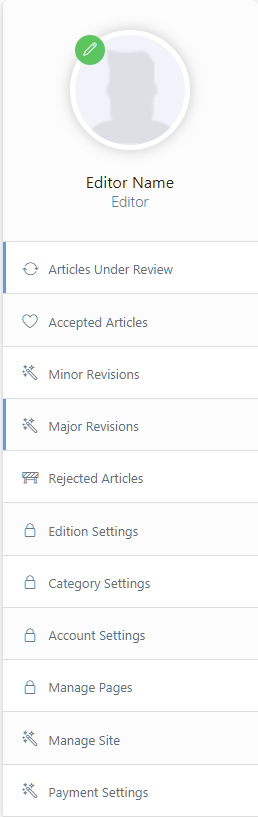 Editor Name
Editor
Articles Under Review
Accepted Articles
Minor Revisions
Major Revisions
Rejected Articles
Edition Settings
Category Settings
Account Settings
Manage Pages
Manage Site
Payment Settings